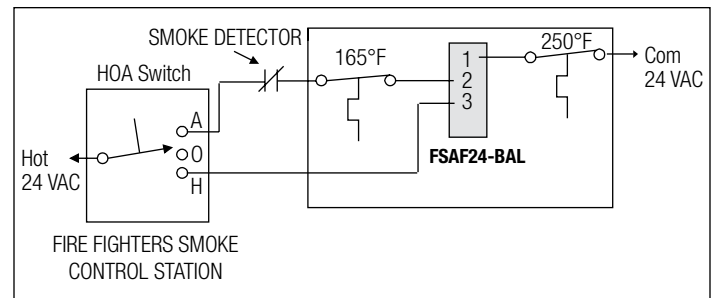 SMOKE DETECTOR
HOA Switch
165°F
250°F
Com
24 VAC
1
2
3
A
O
H
Hot
24 VAC
FSAF24-BAL
FIRE FIGHTERS SMOKE
CONTROL STATION